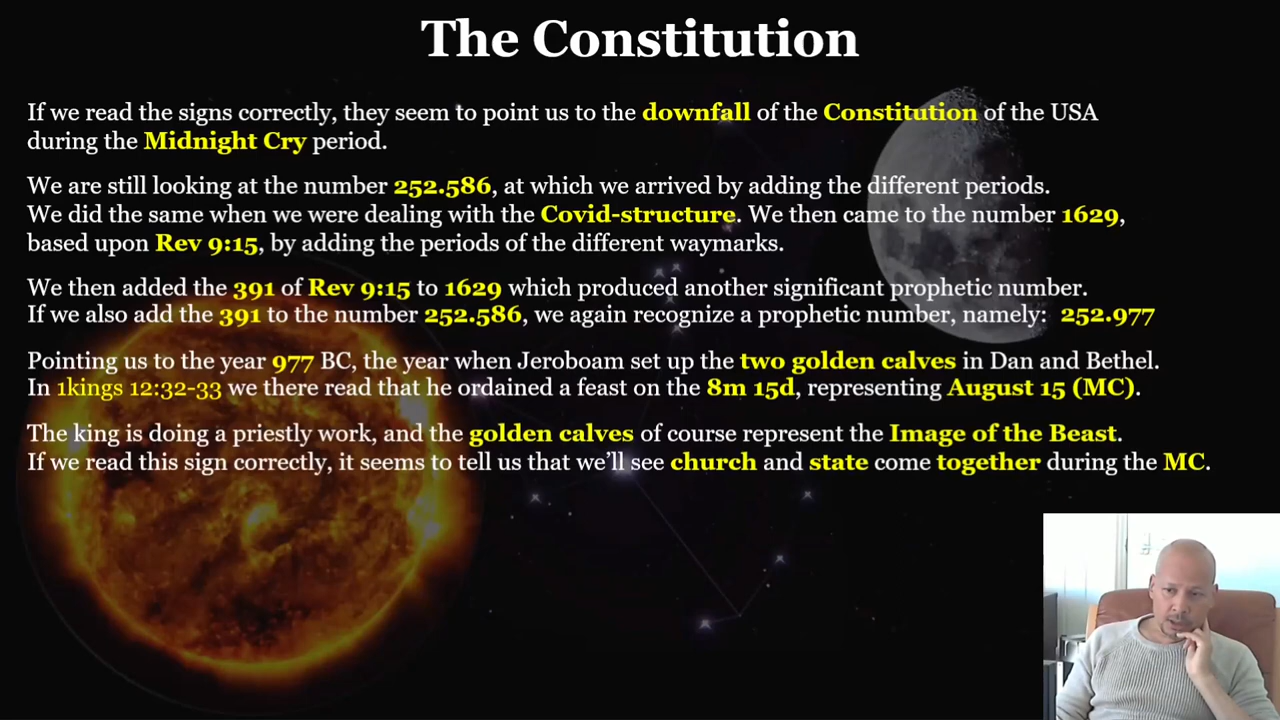 The Constitution
If we read the signs correctly, they seem to point us to the downfall of the Constitution of the USA
during the Midnight Cry period.
We are still looking at the number 252.586, at which we arrived by adding the different periods.
We did the same when we were dealing with the Covid-structure. We then came to the number 1629,
based upon Rev 9:15, by adding the periods of the different waymarks.
We then added the 391 of Rev 9:15 to 1629 which produced another significant prophetic number.
If we also add the 391 to the number 252.586, we again recognize a prophetic number, namely: 252.977
Pointing us to the year 977 BC, the year when Jeroboam set up the two golden calves in Dan and Bethel.
In 1kings 12:32-33 we there read that he ordained a feast on the 8m 15d, representing August 15 (MC).
The king is doing a priestly work, and the golden calves of course represent the Image of the Beast.
If we read this sign correctly, it seems to tell us that we'll see church and state come together during the MC.